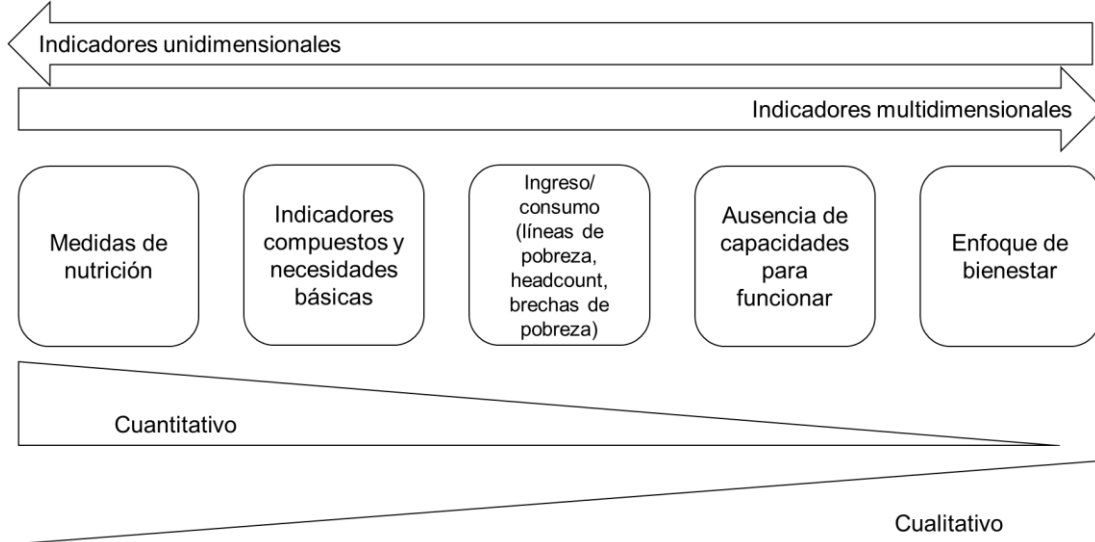 Indicadores unidimensionales
Indicadores multidimensionales
Medidas de
nutrición
Indicadores
compuestos y
necesidades
básicas
Ingreso/
consumo
(líneas de
pobreza,
headcount,
brechas de
pobreza)
Ausencia de
capacidades
para
funcionar
Enfoque de
bienestar
Cuantitativo
Cualitativo